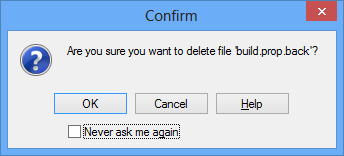 Confirm
Are you sure you want to delete file 'build.prop.back'?
OK
Cancel
Help
Never ask me again